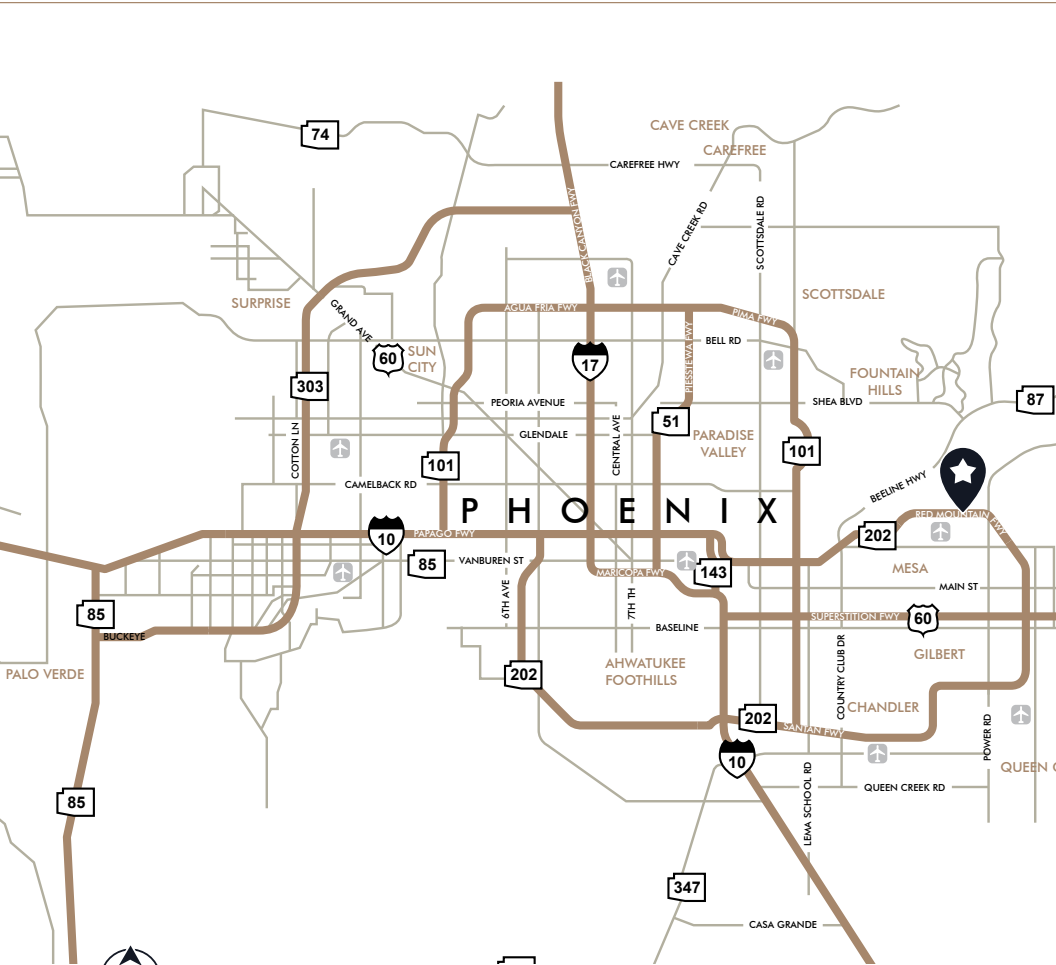 CAVE CREEK
74
CAREFREE
CAREFREE HWY
BLACK CANYON FWY
CAVE CREEK RD
SCOTTSDALE RD
SURPRISE
GRAND AVE
AGUA FRIA FWY
PIMA FWY
SCOTTSDALE
PIESSTEWA FWY
BELL RD
60
SUN
CITY
17
303
FOUNTAIN
HILLS
87
PEORIA AVENUE
SHEA BLVD
51
COTTON LN
GLENDALE
CENTRAL AVE
PARADISE
VALLEY
101
101
CAMELBACK RD
BEELINE HWY
PHOENIX
RED MOUNTAIN FWY
10
PAPAGO FWY
202
85
VANBUREN ST
MARICOPA FWY
143
MESA
MAIN ST
85
6TH AVE
7TH TH
SUPERSTITION FWY
60
BUCKEYE
BASELINE
PALO VERDE
202
AHWATUKEE
FOOTHILLS
COUNTRY CLUB DR
GILBERT
202
SANTAN FWY
CHANDLER
POWER RD
10
QUEEN C
85
LEMA SCHOOL RD
QUEEN CREEK RD
347
CASA GRANDE